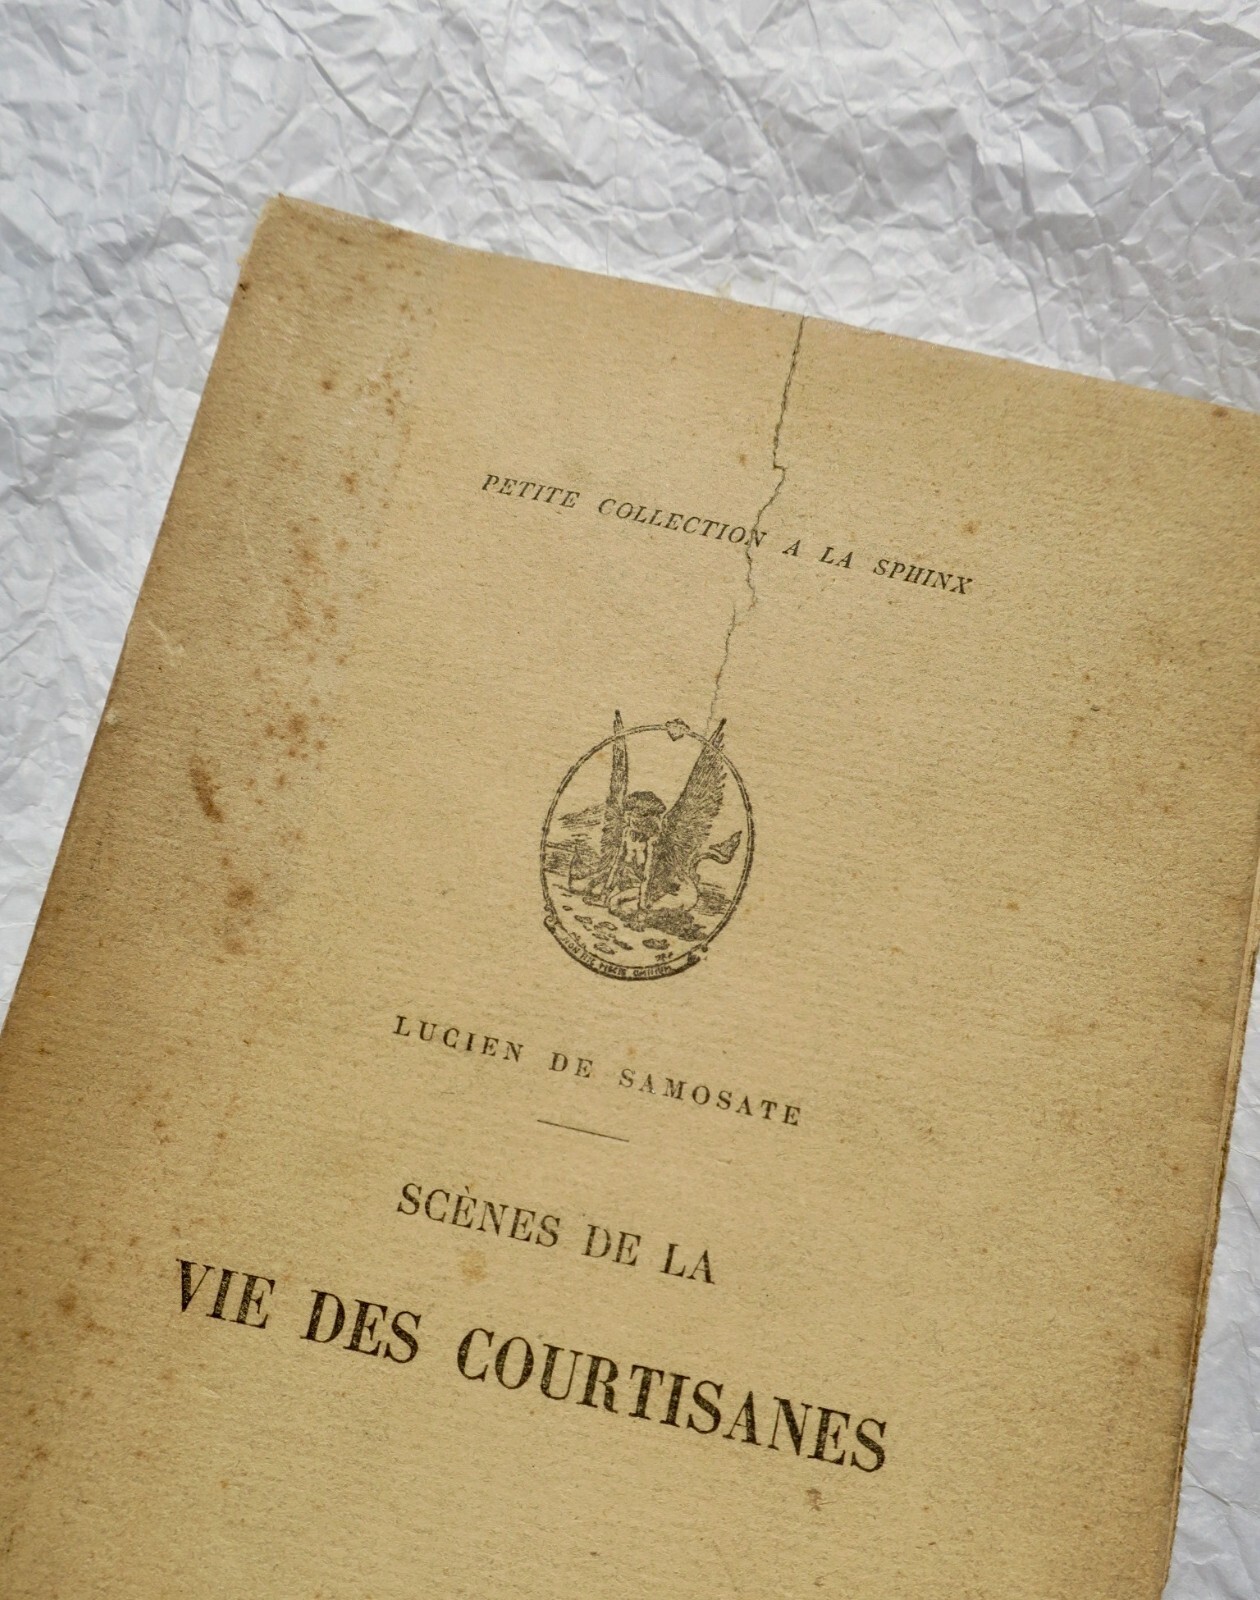 PETITE COLLECTION A LA SPHINX
LUCIEN DE SAMOSATE
SCÈNES DE LA
VIE DES COURTISANES